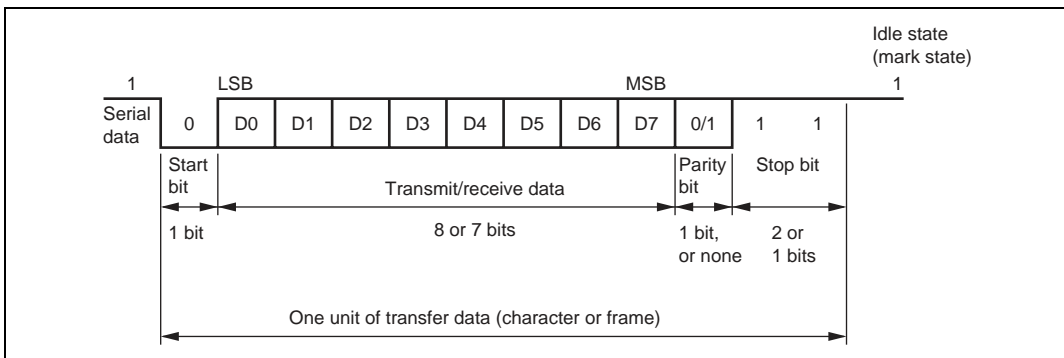 Idle state
(mark state)
1
LSB
MSB
1
Serial
data
0
D0
D1
D2
D3
D4
D5
D6
D7
0/1
1
1
Start
bit
Transmit/receive data
Parity
bit
Stop bit
1 bit
8 or 7 bits
1 bit,
or none
2 or
1 bits
One unit of transfer data (character or frame)